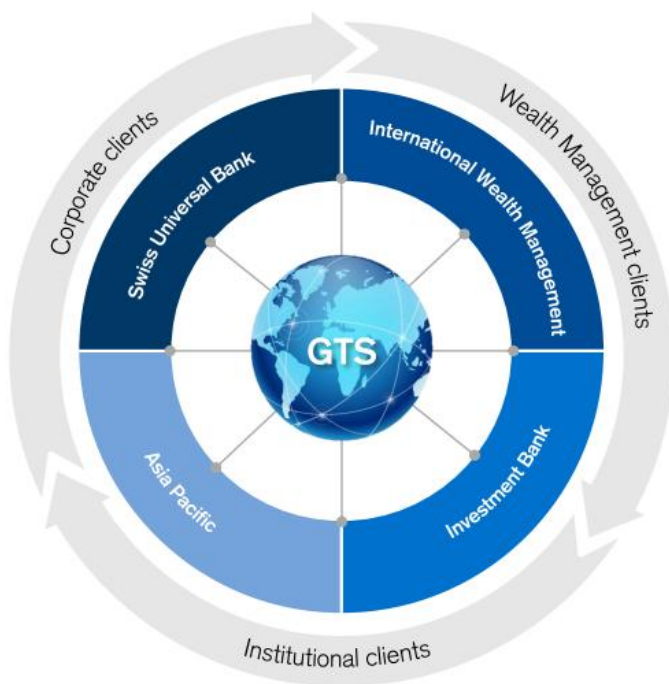 Corporate clients
Wealth Management clients
Swiss Universal Bank
International Wealth Management
GTS
Asia Pacific
Investment Bank
Institutional clients